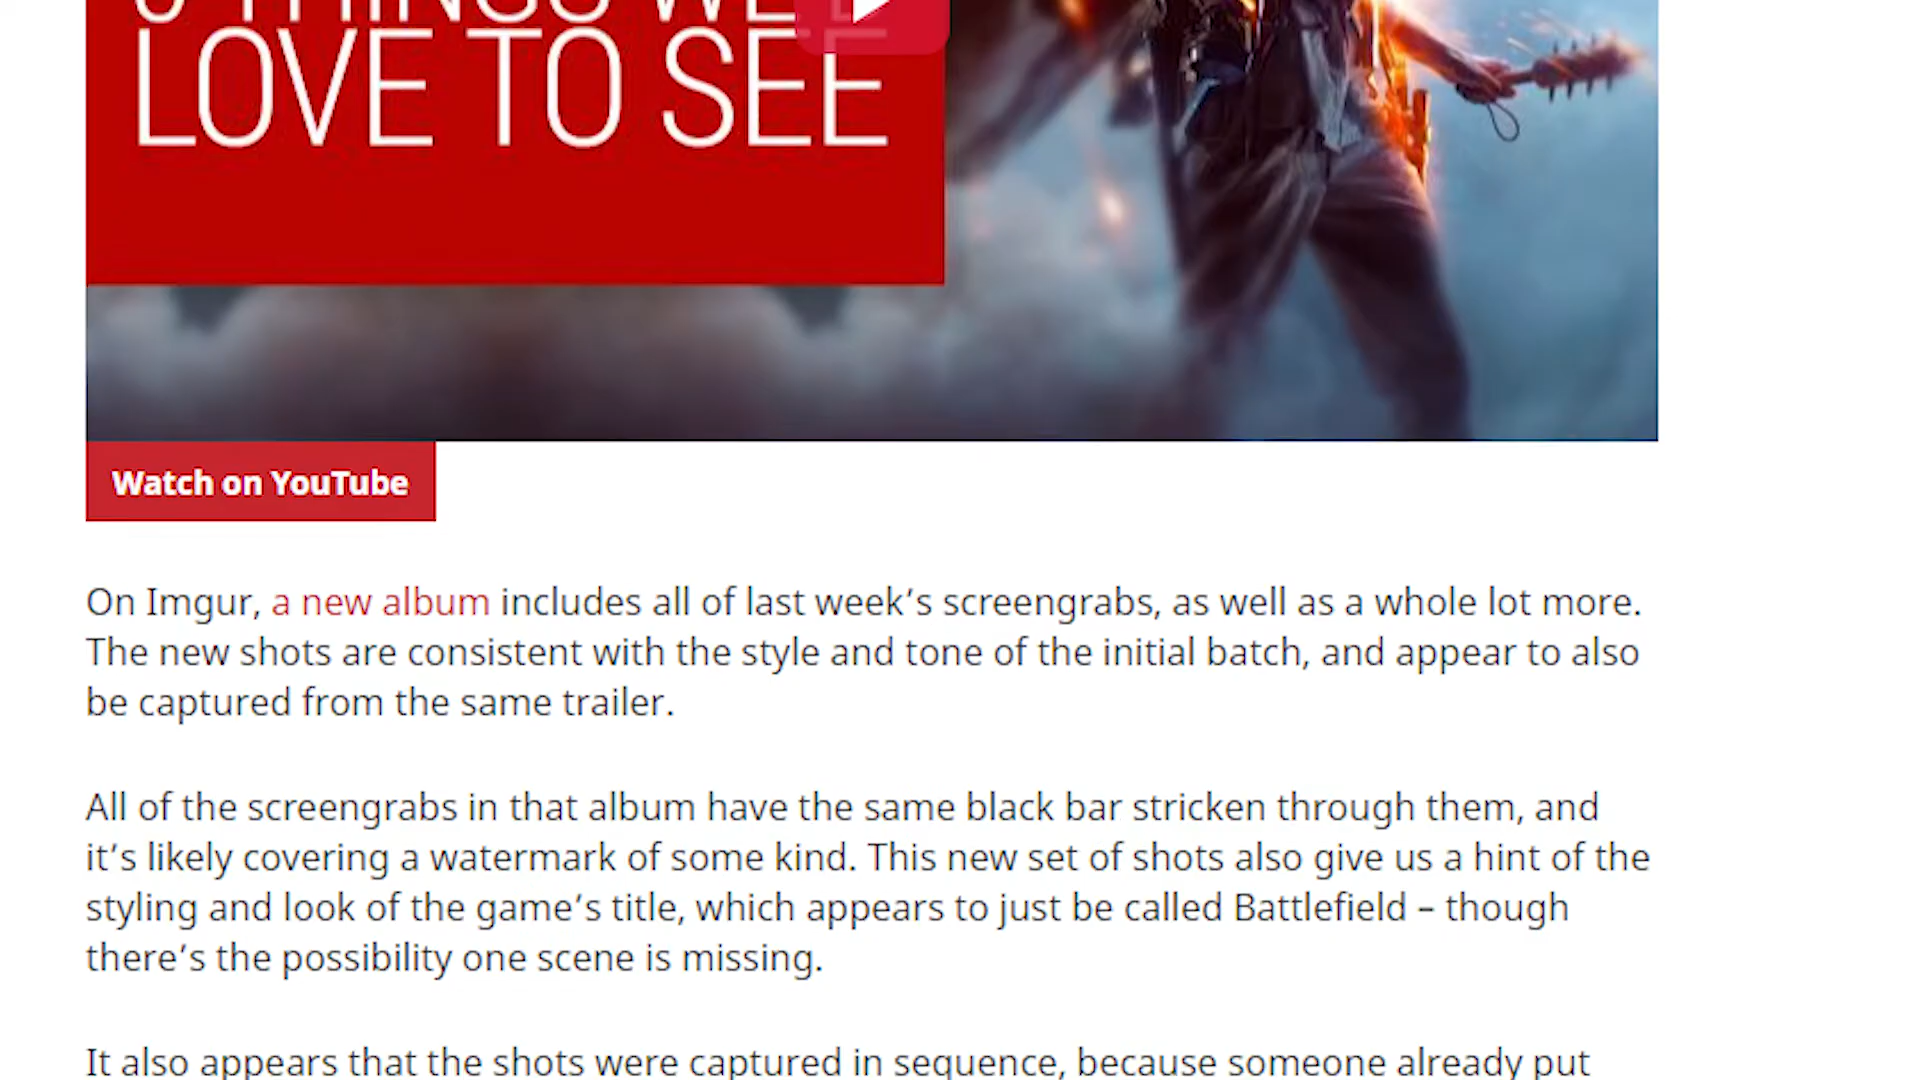 THINGS WE
LOVE TO SEE
Watch on YouTube
On Imgur, a new album includes all of last week’s screengrabs, as well as a whole lot more.
The new shots are consistent with the style and tone of the initial batch, and appear to also
be captured from the same trailer.
All of the screengrabs in that album have the same black bar stricken through them, and
it’s likely covering a watermark of some kind. This new set of shots also give us a hint of the
styling and look of the game’s title, which appears to just be called Battlefield – though
there’s the possibility one scene is missing.
It also appears that the shots were captured in sequence, because someone already put